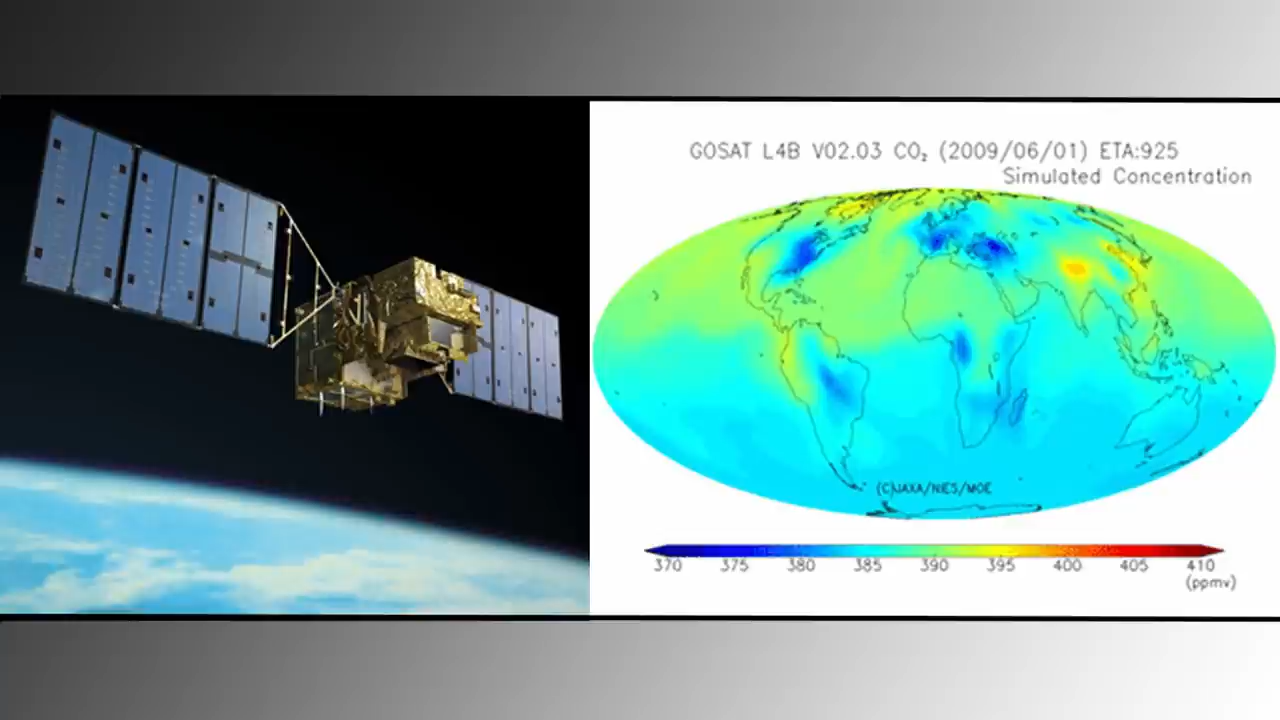 GOSAT L4B V02.03 CO₂ (2009/06/01) ETA:925
Simulated Concentration
(C)JAXA/NIES/MOE
370 375 380 385 390 395 400 405 410
(ppmv)